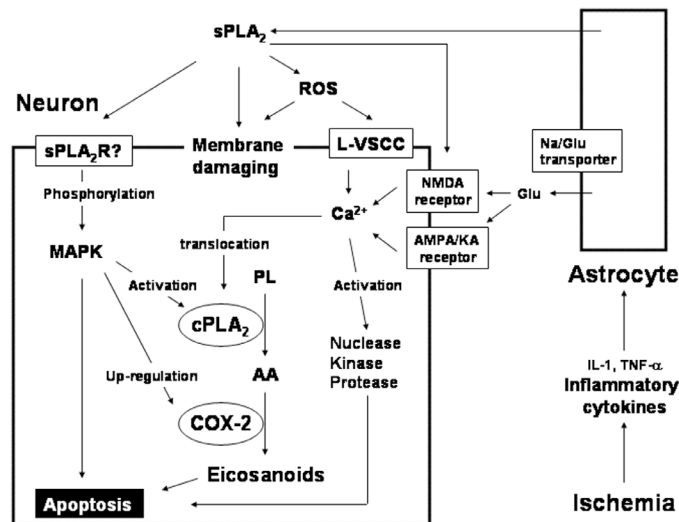 sPLA₂
ROS
Neuron
sPLA₂R?
Membrane
damaging
L-VSCC
Na/Glu
transporter
Phosphorylation
NMDA
receptor
Glu
Ca²⁺
AMPA/KA
receptor
MAPK
translocation
Astrocyte
Activation
PL
Activation
cPLA₂
Nuclease
Kinase
Protease
IL-1, TNF-α
Inflammatory
cytokines
Up-regulation
AA
COX-2
Eicosanoids
Apoptosis
Ischemia